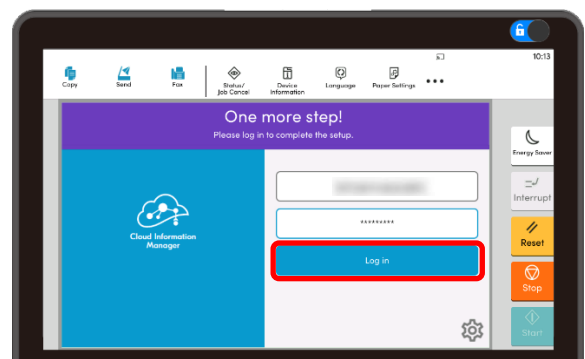 10:13
Copy
Send
Fax
Status/
Job Cancel
Device
Information
Language
Paper Settings
One more step!
Please log in to complete the setup.
Cloud Information
Manager
*********
Log in
Energy Saver
Interrupt
Reset
Stop
Start